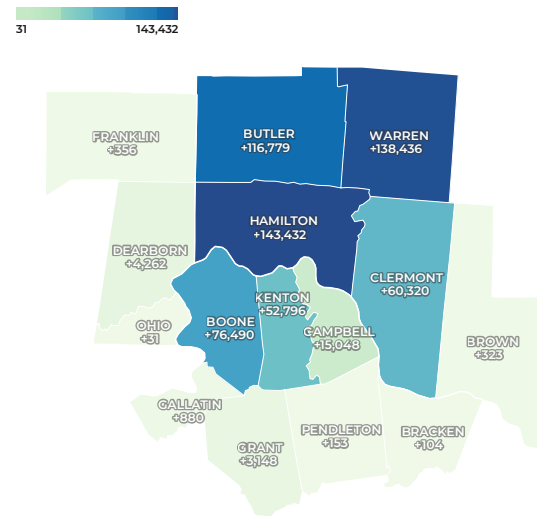 31
143,432
FRANKLIN
+356
BUTLER
+116,779
WARREN
+138,436
HAMILTON
+143,432
DEARBORN
+4,262
CLERMONT
+60,320
KENTON
+52,796
OHIO
+31
BOONE
+76,490
CAMPBELL
+15,048
BROWN
+323
GALLATIN
+880
PENDLETON
+153
BRACKEN
+104
GRANT
+3,148